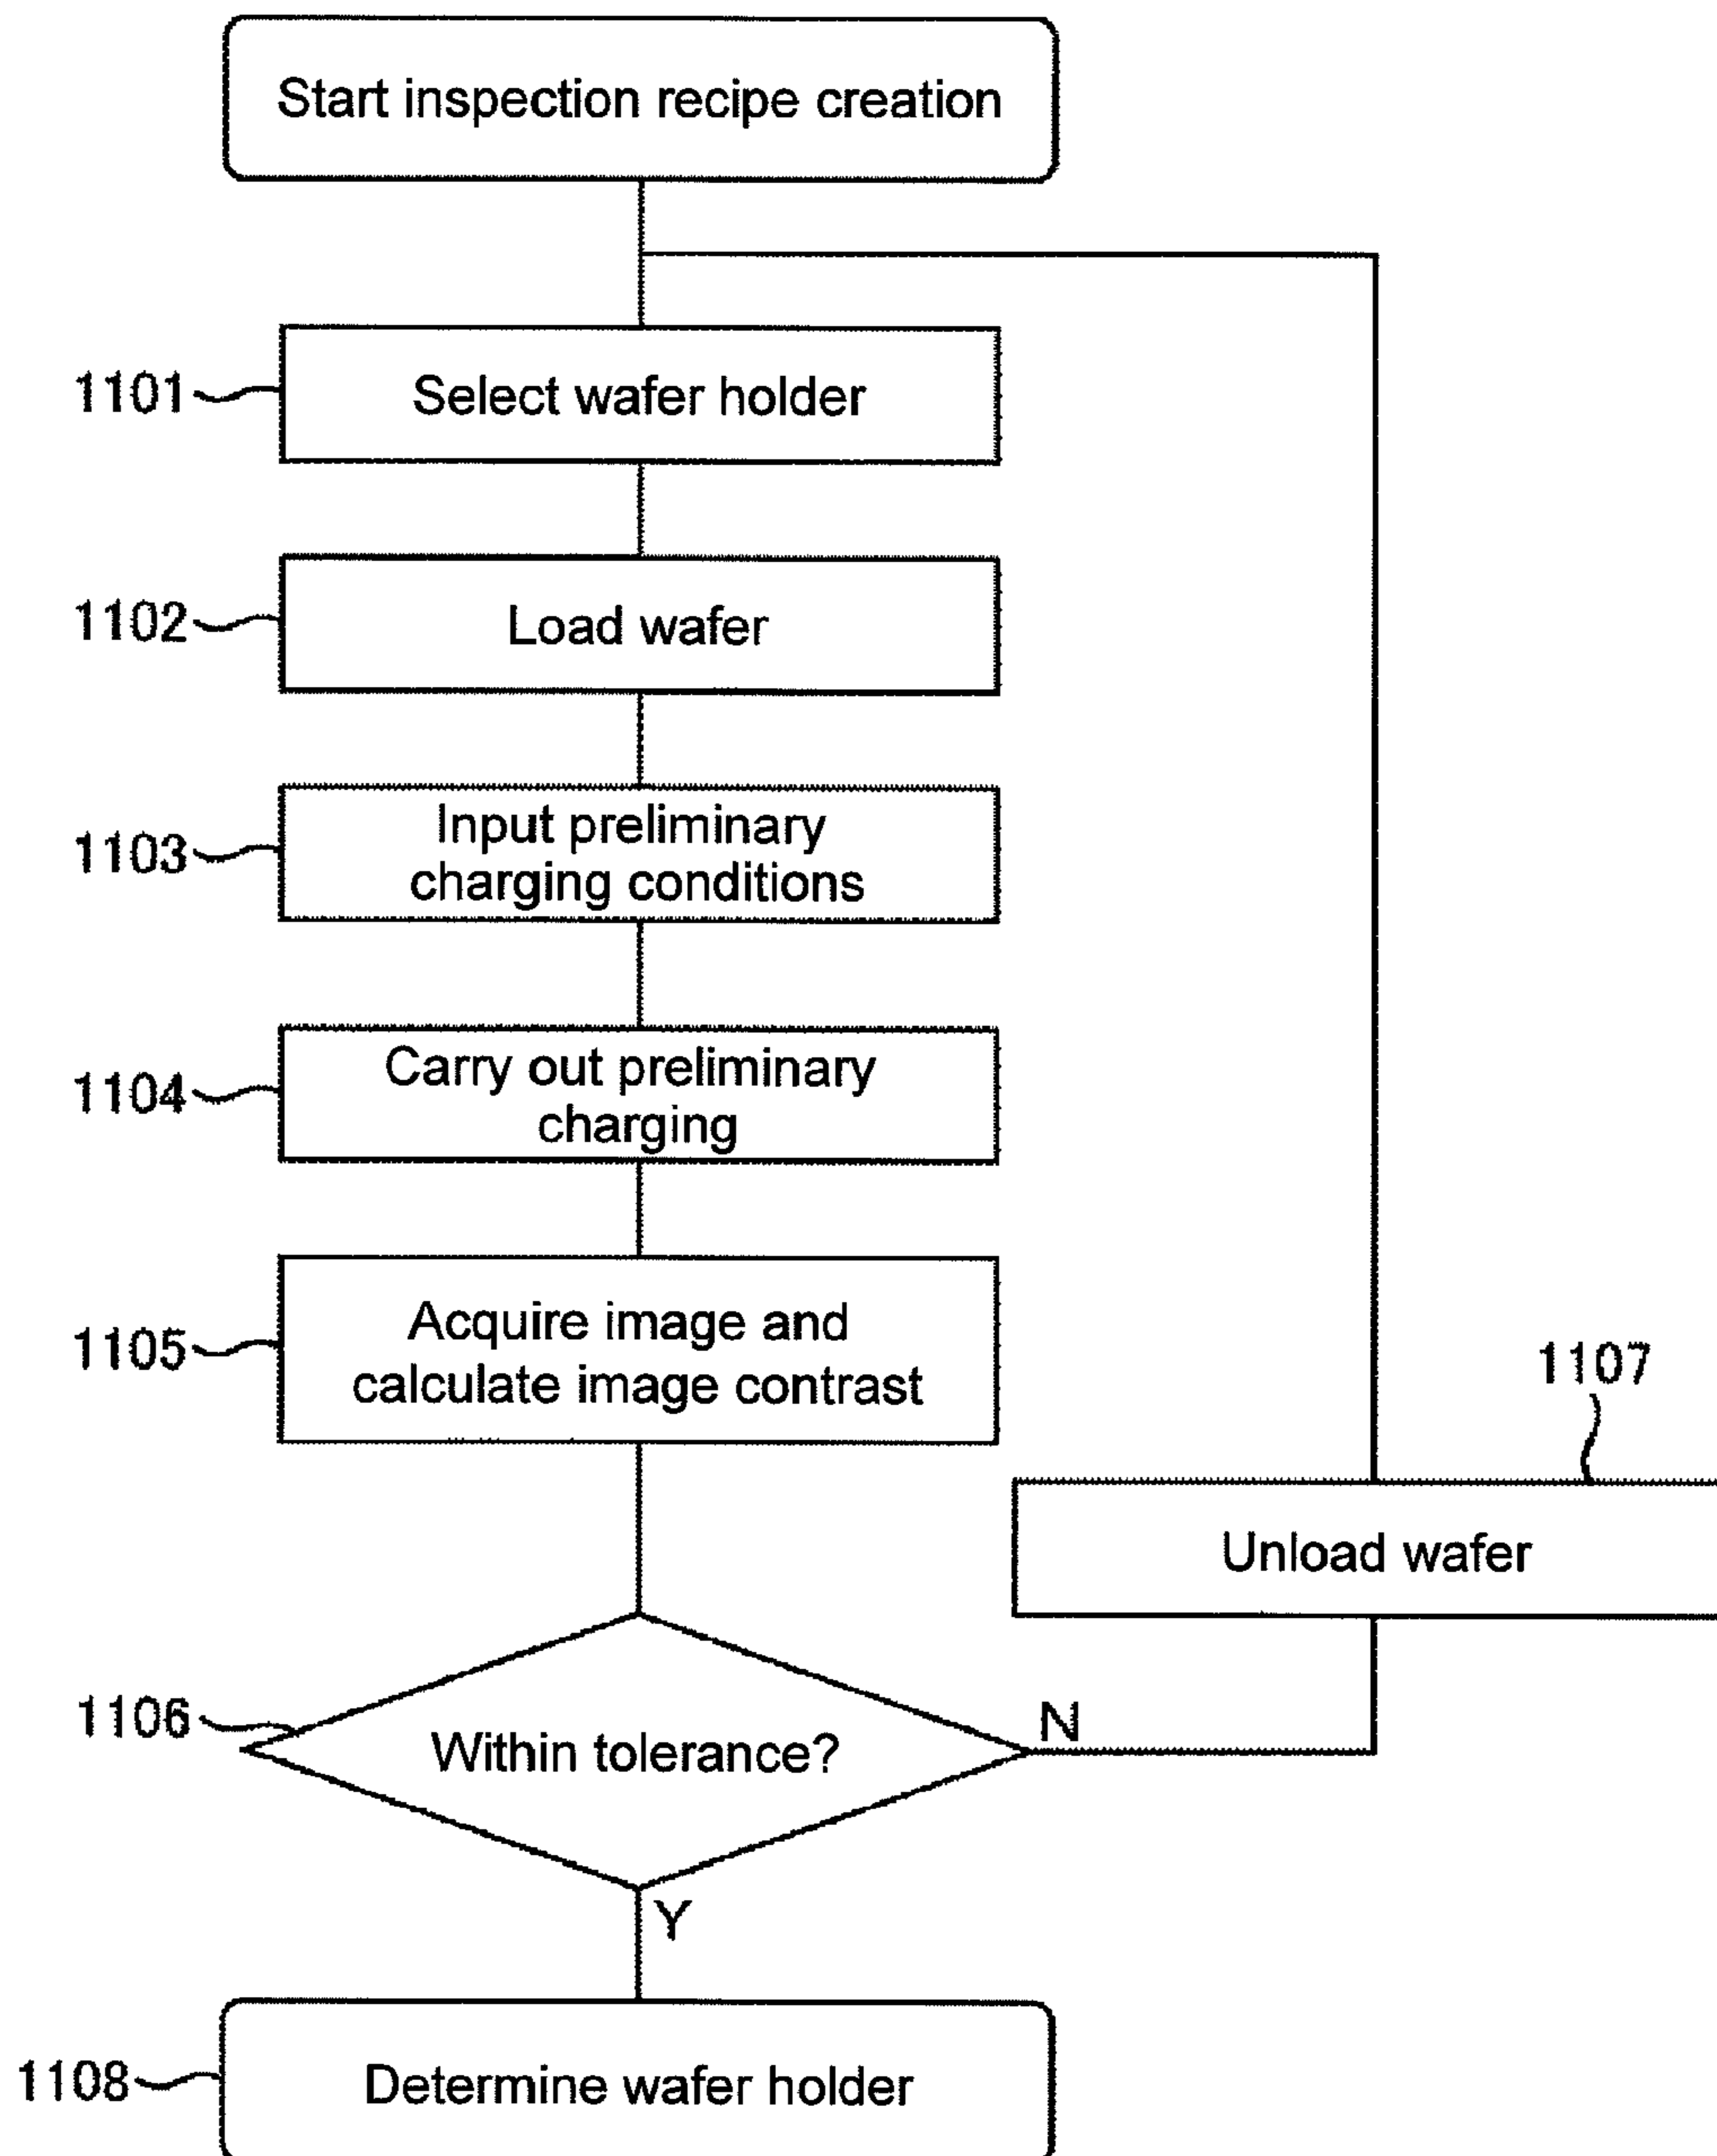 Start inspection recipe creation
1101
Select wafer holder
1102
Load wafer
1103
Input preliminary
charging conditions
1104
Carry out preliminary
charging
1105
Acquire image and
calculate image contrast
1107
Unload wafer
1106
Within tolerance?
N
Y
1108
Determine wafer holder